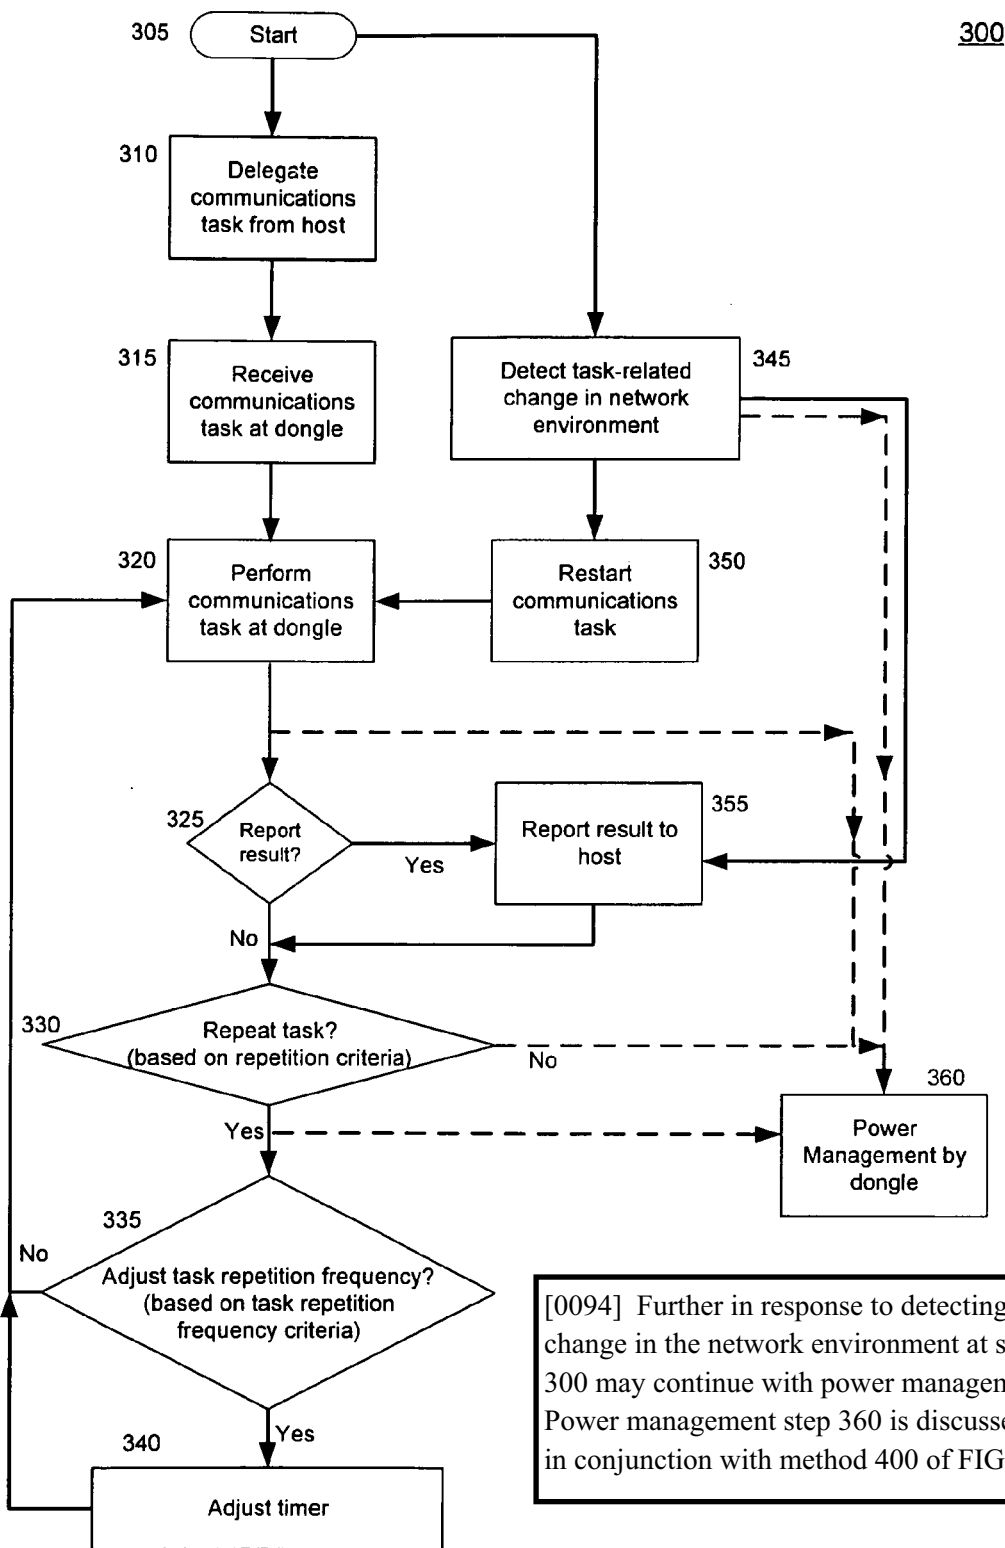 300
305
Start
310
Delegate
communications
task from host
315
Receive
communications
task at dongle
Detect task-related
change in network
environment
345
320
Perform
communications
task at dongle
Restart
communications
task
350
325
Report
result?
Yes
Report result to
host
355
No
330
Repeat task?
(based on repetition criteria)
No
360
Power
Management by
dongle
Yes
335
No
Adjust task repetition frequency?
(based on task repetition
frequency criteria)
Yes
340
Adjust timer
[0094] Further in response to detecting
change in the network environment at
300 may continue with power
Power management step 360 is
in conjunction with method 400 of